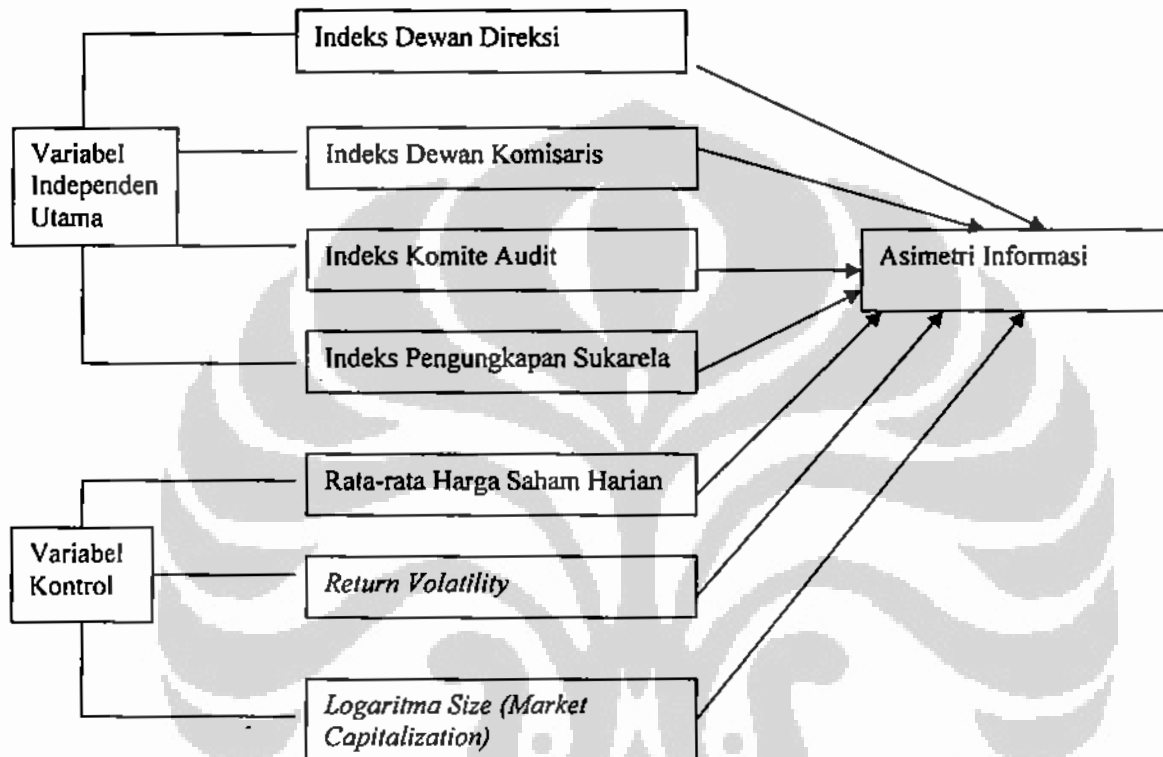 Indeks Dewan Direksi
Variabel
Independen
Utama
Indeks Dewan Komisaris
Indeks Komite Audit
Indeks Pengungkapan Sukarela
Asimetri Informasi
Variabel
Kontrol
Rata-rata Harga Saham Harian
Return Volatility
Logaritma Size (Market
Capitalization)